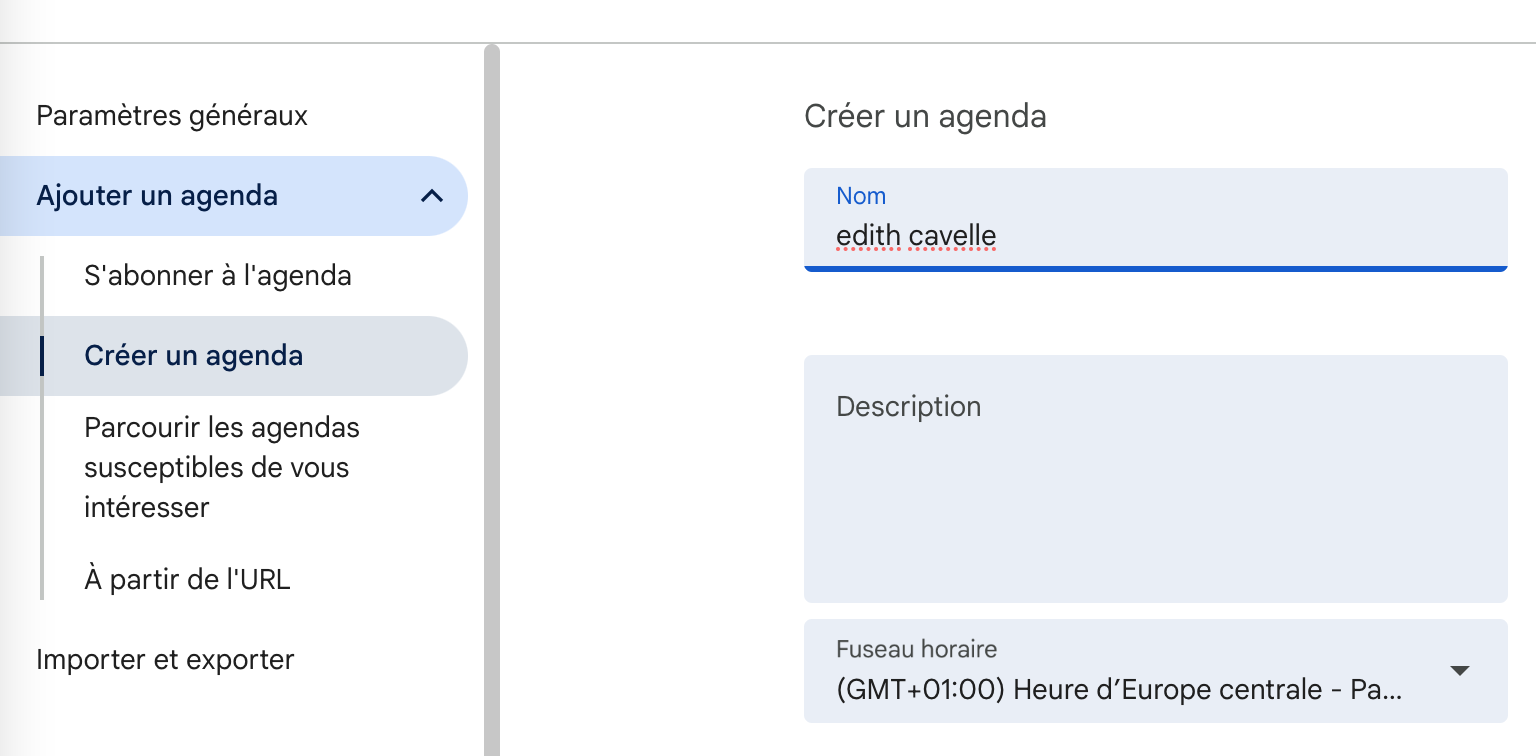 Paramètres généraux
Ajouter un agenda
S'abonner à l'agenda
Créer un agenda
Parcourir les agendas
susceptibles de vous
intéresser
À partir de l'URL
Importer et exporter
Créer un agenda
Nom
edith cavelle
Description
Fuseau horaire
(GMT+01:00) Heure d’Europe centrale - Pa...